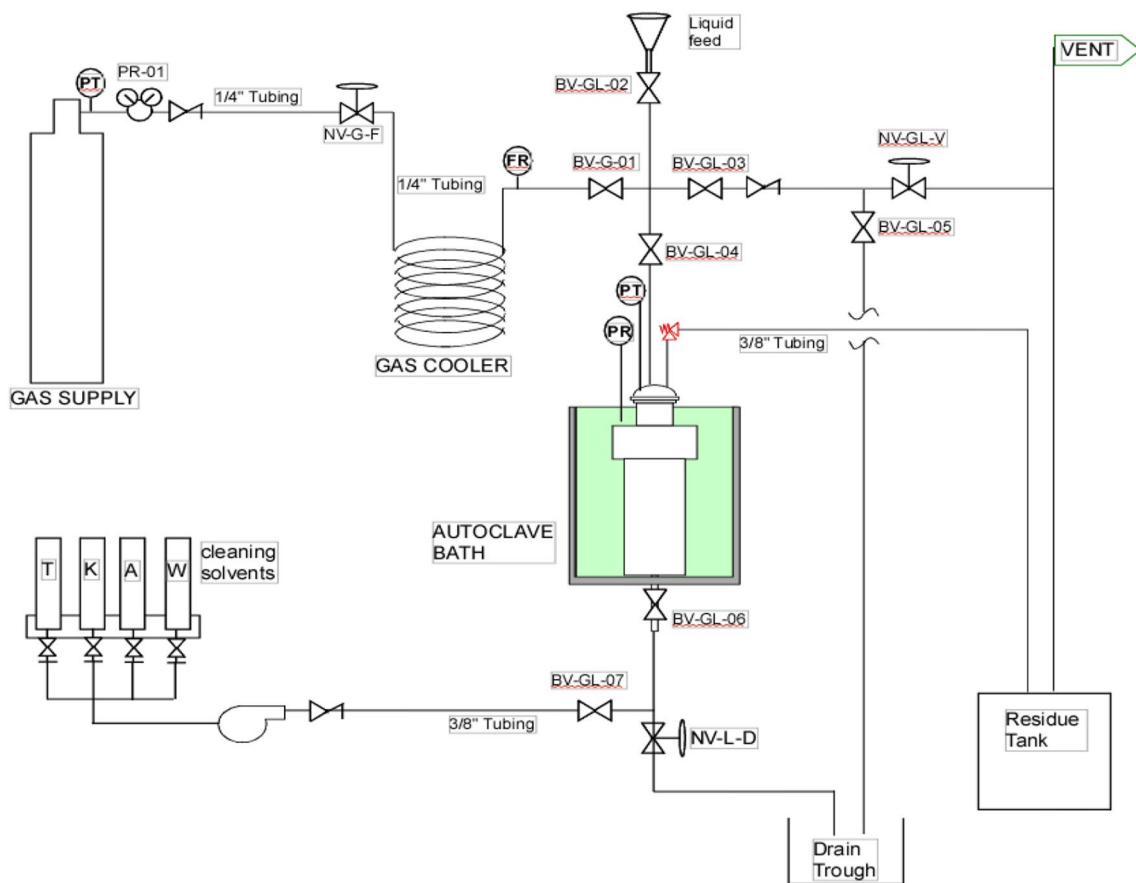 Liquid
feed
VENT
PR-01
PT
1/4" Tubing
BV-GL-02
NV-G-F
NV-GL-V
FR
BV-G-01
BV-GL-03
1/4" Tubing
BV-GL-05
BV-GL-04
PT
PR
3/8" Tubing
GAS COOLER
GAS SUPPLY
AUTOCLAVE
BATH
cleaning
solvents
T
K
A
W
BV-GL-06
BV-GL-07
3/8" Tubing
NV-L-D
Residue
Tank
Drain
Trough